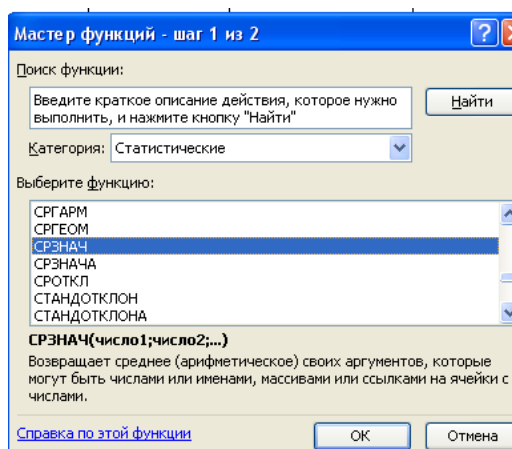 Мастер функций - шаг 1 из 2
Поиск функции:
Введите краткое описание действия, которое нужно
выполнить, и нажмите кнопку "Найти"
Найти
Категория: Статистические
Выберите функцию:
СРГАРМ
СРГЕОМ
СРЗНАЧ
СРЗНАЧА
СРОТКЛ
СТАНДОТКЛОН
СТАНДОТКЛОНА
СРЗНАЧ(число1;число2;...)
Возвращает среднее (арифметическое) своих аргументов, которые
могут быть числами или именами, массивами или ссылками на ячейки с
числами.
Справка по этой функции
ОК
Отмена